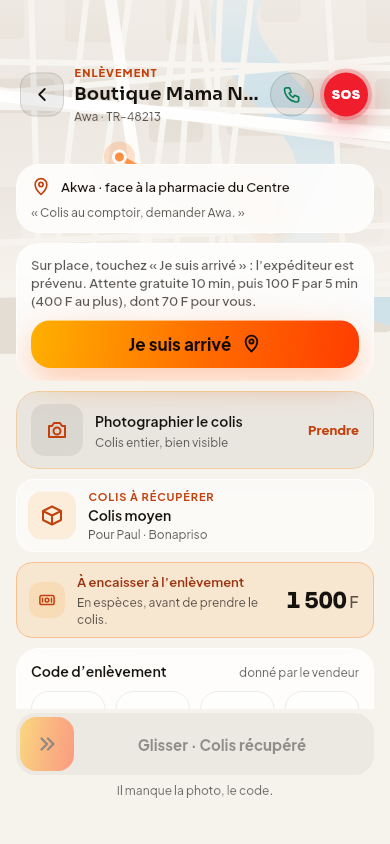 ENLÈVEMENT
Boutique Mama N...
Awa · TR-48213
SOS
Akwa · face à la pharmacie du Centre
« Colis au comptoir, demander Awa. »
Sur place, touchez « Je suis arrivé » : l'expéditeur est
prévenu. Attente gratuite 10 min, puis 100 F par 5 min
(400 F au plus), dont 70 F pour vous.
Je suis arrivé
Photographier le colis
Colis entier, bien visible
Prendre
COLIS À RÉCUPÉRER
Colis moyen
Pour Paul · Bonapriso
À encaisser à l'enlèvement
En espèces, avant de prendre le
colis.
1 500 F
Code d'enlèvement
donné par le vendeur
Glisser · Colis récupéré
Il manque la photo, le code.